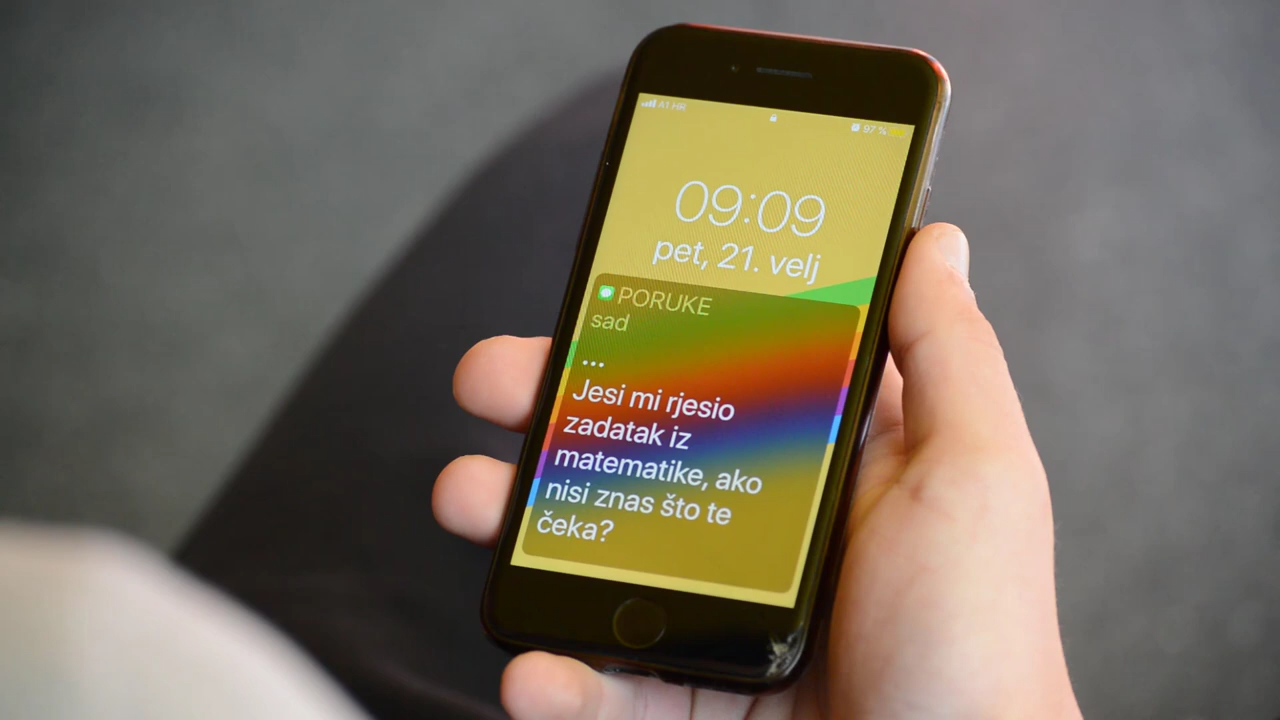 A1 HR
97 %
09:09
pet, 21. velj
PORUKE
sad
...
Jesi mi rjesio
zadatak iz
matematike, ako
nisi znas što te
čeka?